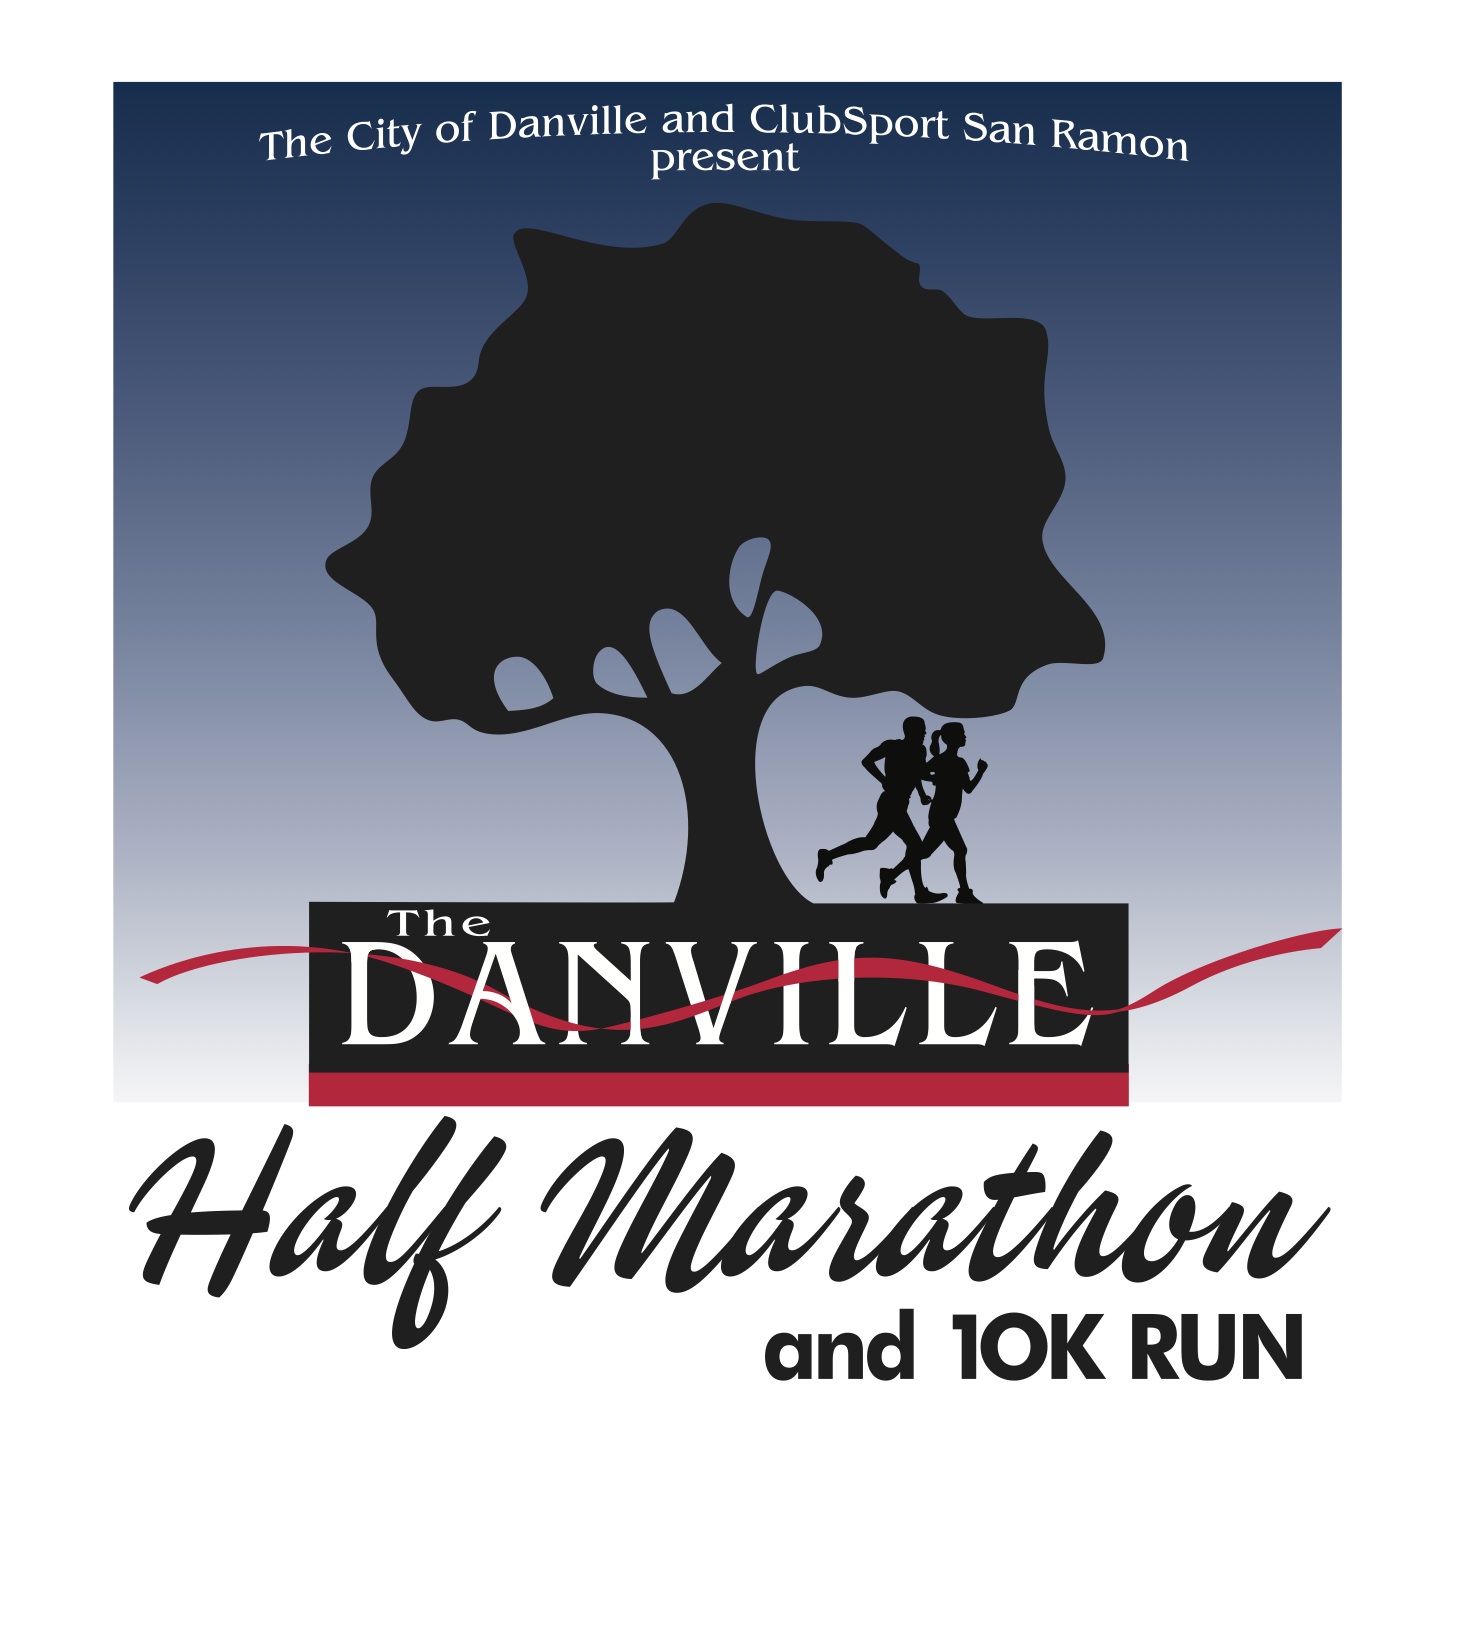 The City of Danville and ClubSport San Ramon
present
The
DANVILLE
Half Marathon
and 10K RUN